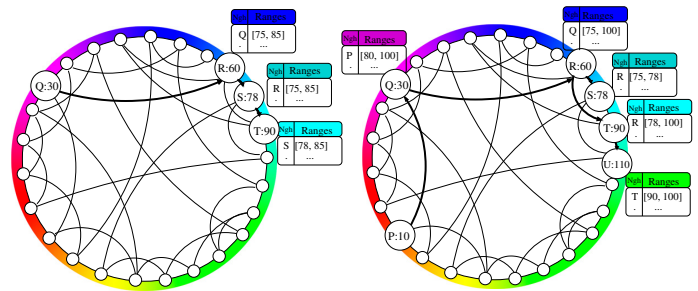 Ngh Ranges
Q [75, 85]
. ...
Q:30
R:60
S:78
T:90
Ngh Ranges
R [75, 85]
. ...
Ngh Ranges
S [78, 85]
. ...
Ngh Ranges
P [80, 100]
. ...
Ngh Ranges
Q [75, 100]
. ...
Q:30
R:60
S:78
T:90
U:110
P:10
Ngh Ranges
R [75, 78]
. ...
Ngh Ranges
R [78, 100]
. ...
Ngh Ranges
T [90, 100]
. ...